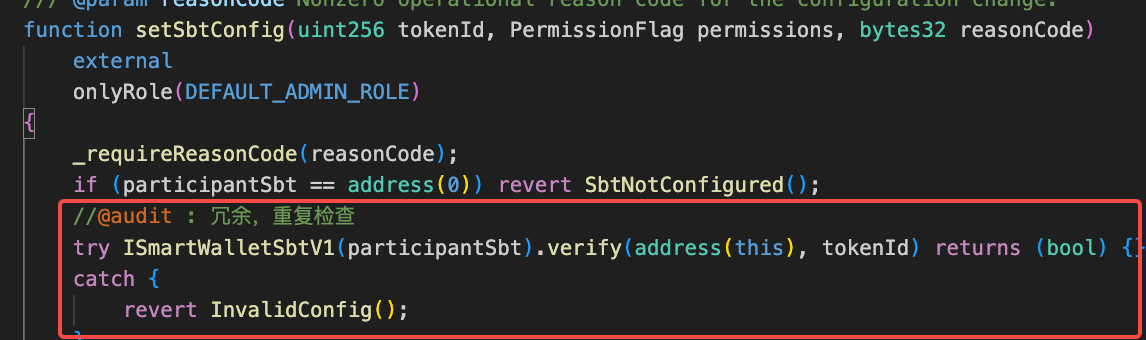 /// @param reasonCode Nonzero operational reason code for the configuration change.
function setSbtConfig(uint256 tokenId, PermissionFlag permissions, bytes32 reasonCode)
external
onlyRole(DEFAULT_ADMIN_ROLE)
{
_requireReasonCode(reasonCode);
if (participantSbt == address(0)) revert SbtNotConfigured();
//@audit : 冗余，重复检查
try ISmartWalletSbtV1(participantSbt).verify(address(this), tokenId) returns (bool) {}
catch {
revert InvalidConfig();
}